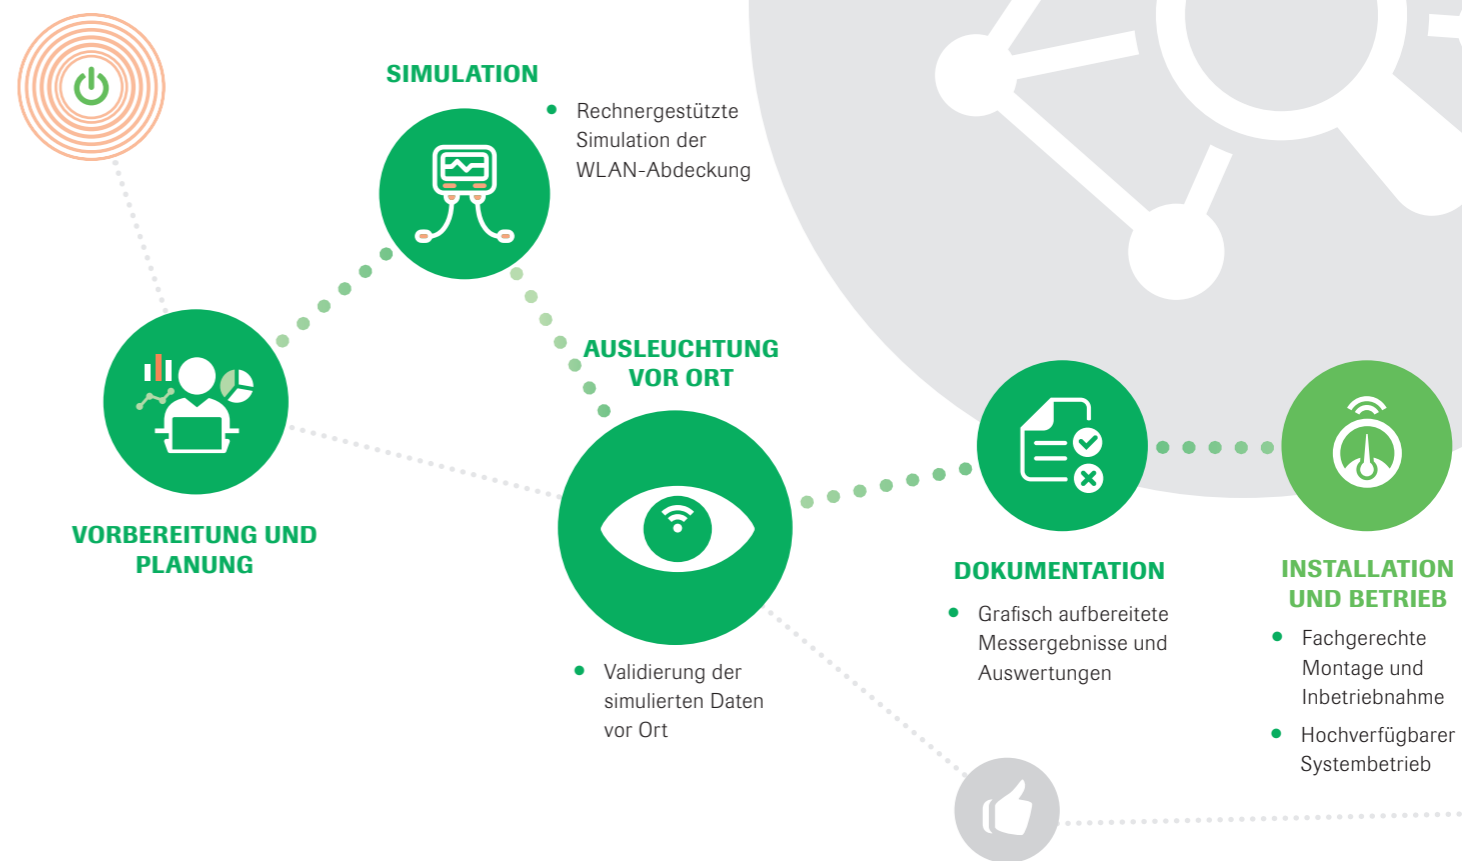 SIMULATION
Rechnergestützte
Simulation der
WLAN-Abdeckung
VORBEREITUNG UND
PLANUNG
AUSLEUCHTUNG
VOR ORT
Validierung der
simulierten Daten
vor Ort
DOKUMENTATION
Grafisch aufbereitete
Messergebnisse und
Auswertungen
INSTALLATION
UND BETRIEB
Fachgerechte
Montage und
Inbetriebnahme
Hochverfügbarer
Systembetrieb